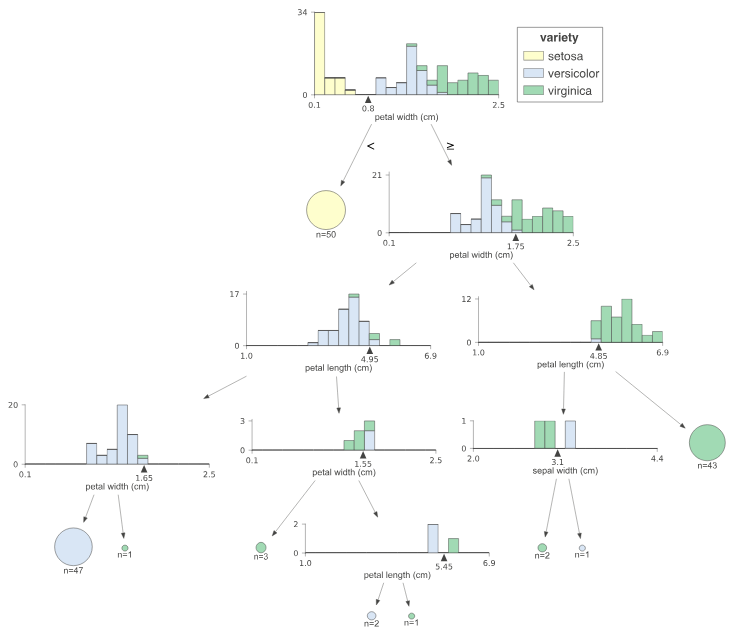 34
0
0.1
0.8
2.5
petal width (cm)
variety
setosa
versicolor
virginica
<
≥
n=50
21
0
0.1
1.75
2.5
petal width (cm)
17
0
1.0
4.95
6.9
petal length (cm)
12
0
1.0
4.85
6.9
petal length (cm)
20
0
0.1
1.65
2.5
petal width (cm)
3
0
0.1
1.55
2.5
petal width (cm)
1
0
2.0
3.1
4.4
sepal width (cm)
n=43
n=47
n=1
n=3
2
0
1.0
5.45
6.9
petal length (cm)
n=2
n=1
n=2
n=1